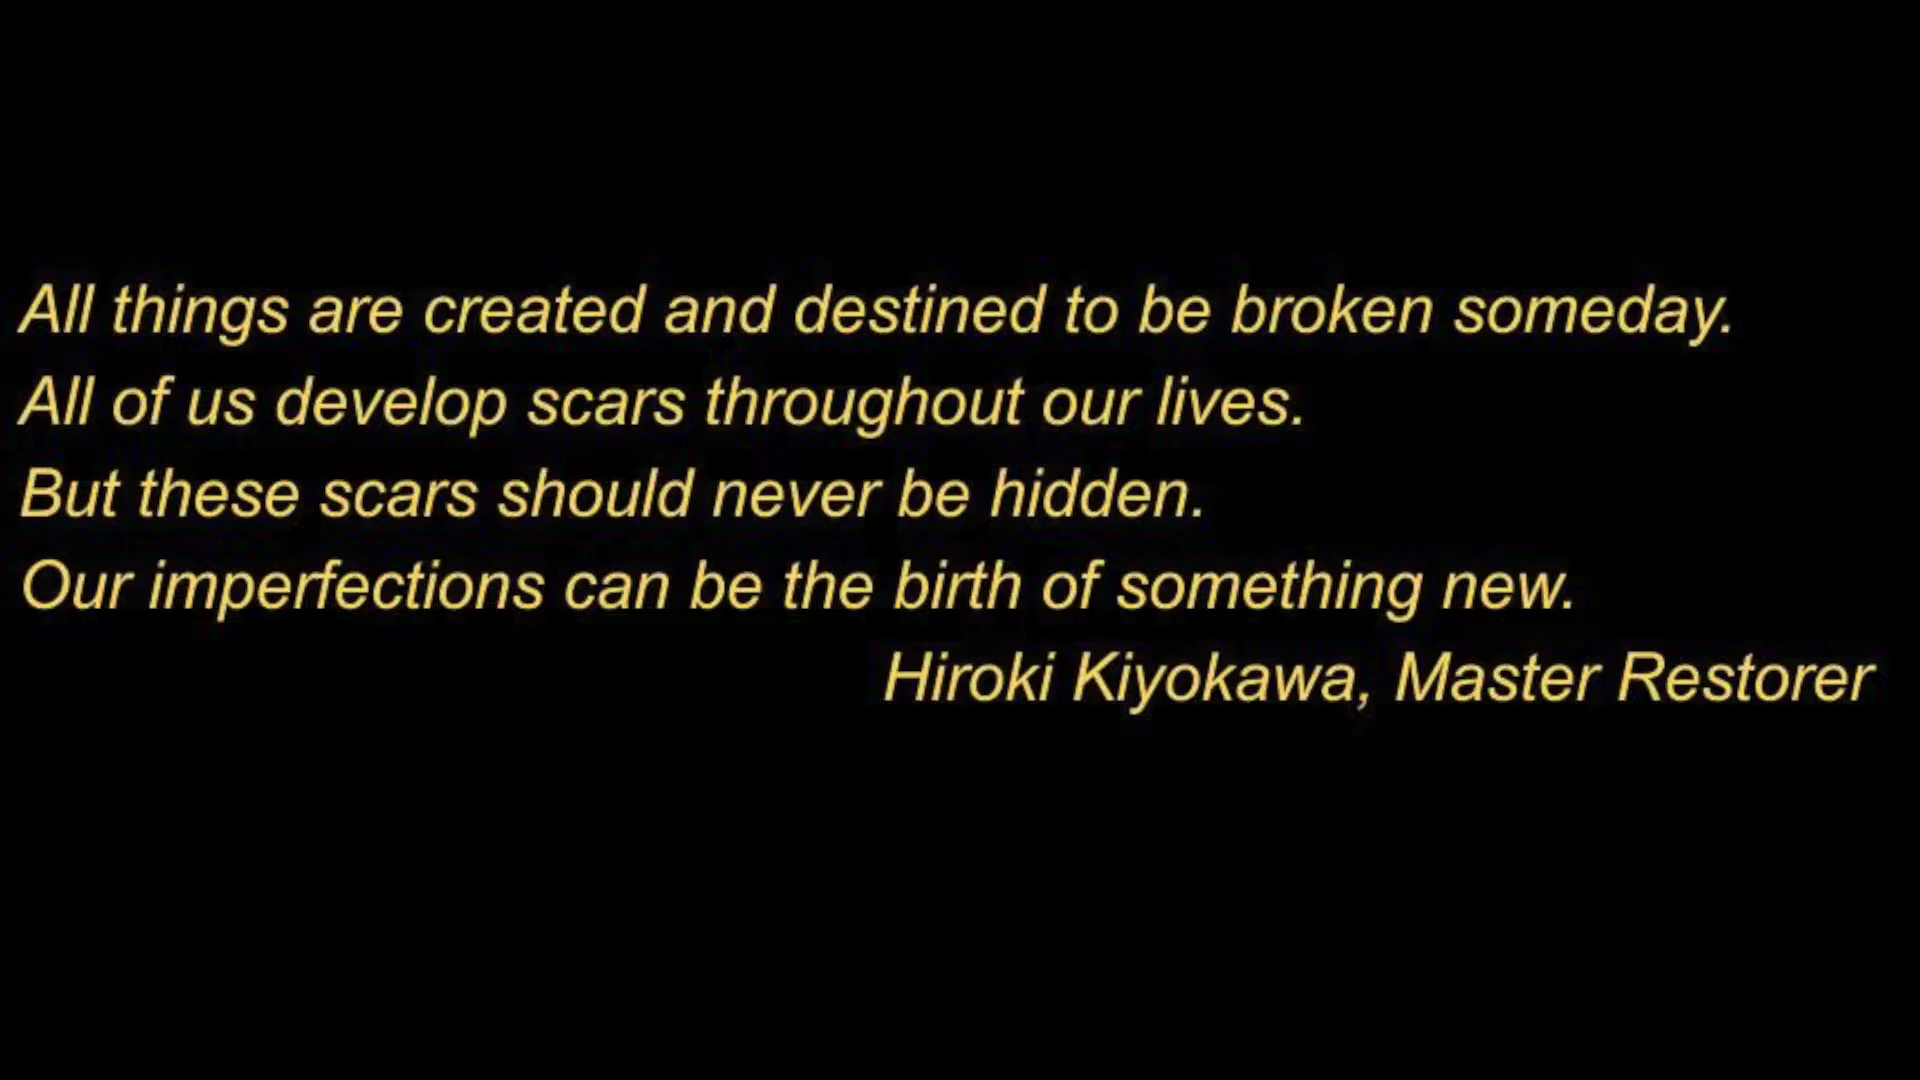 All things are created and destined to be broken someday.
All of us develop scars throughout our lives.
But these scars should never be hidden.
Our imperfections can be the birth of something new.
Hiroki Kiyokawa, Master Restorer